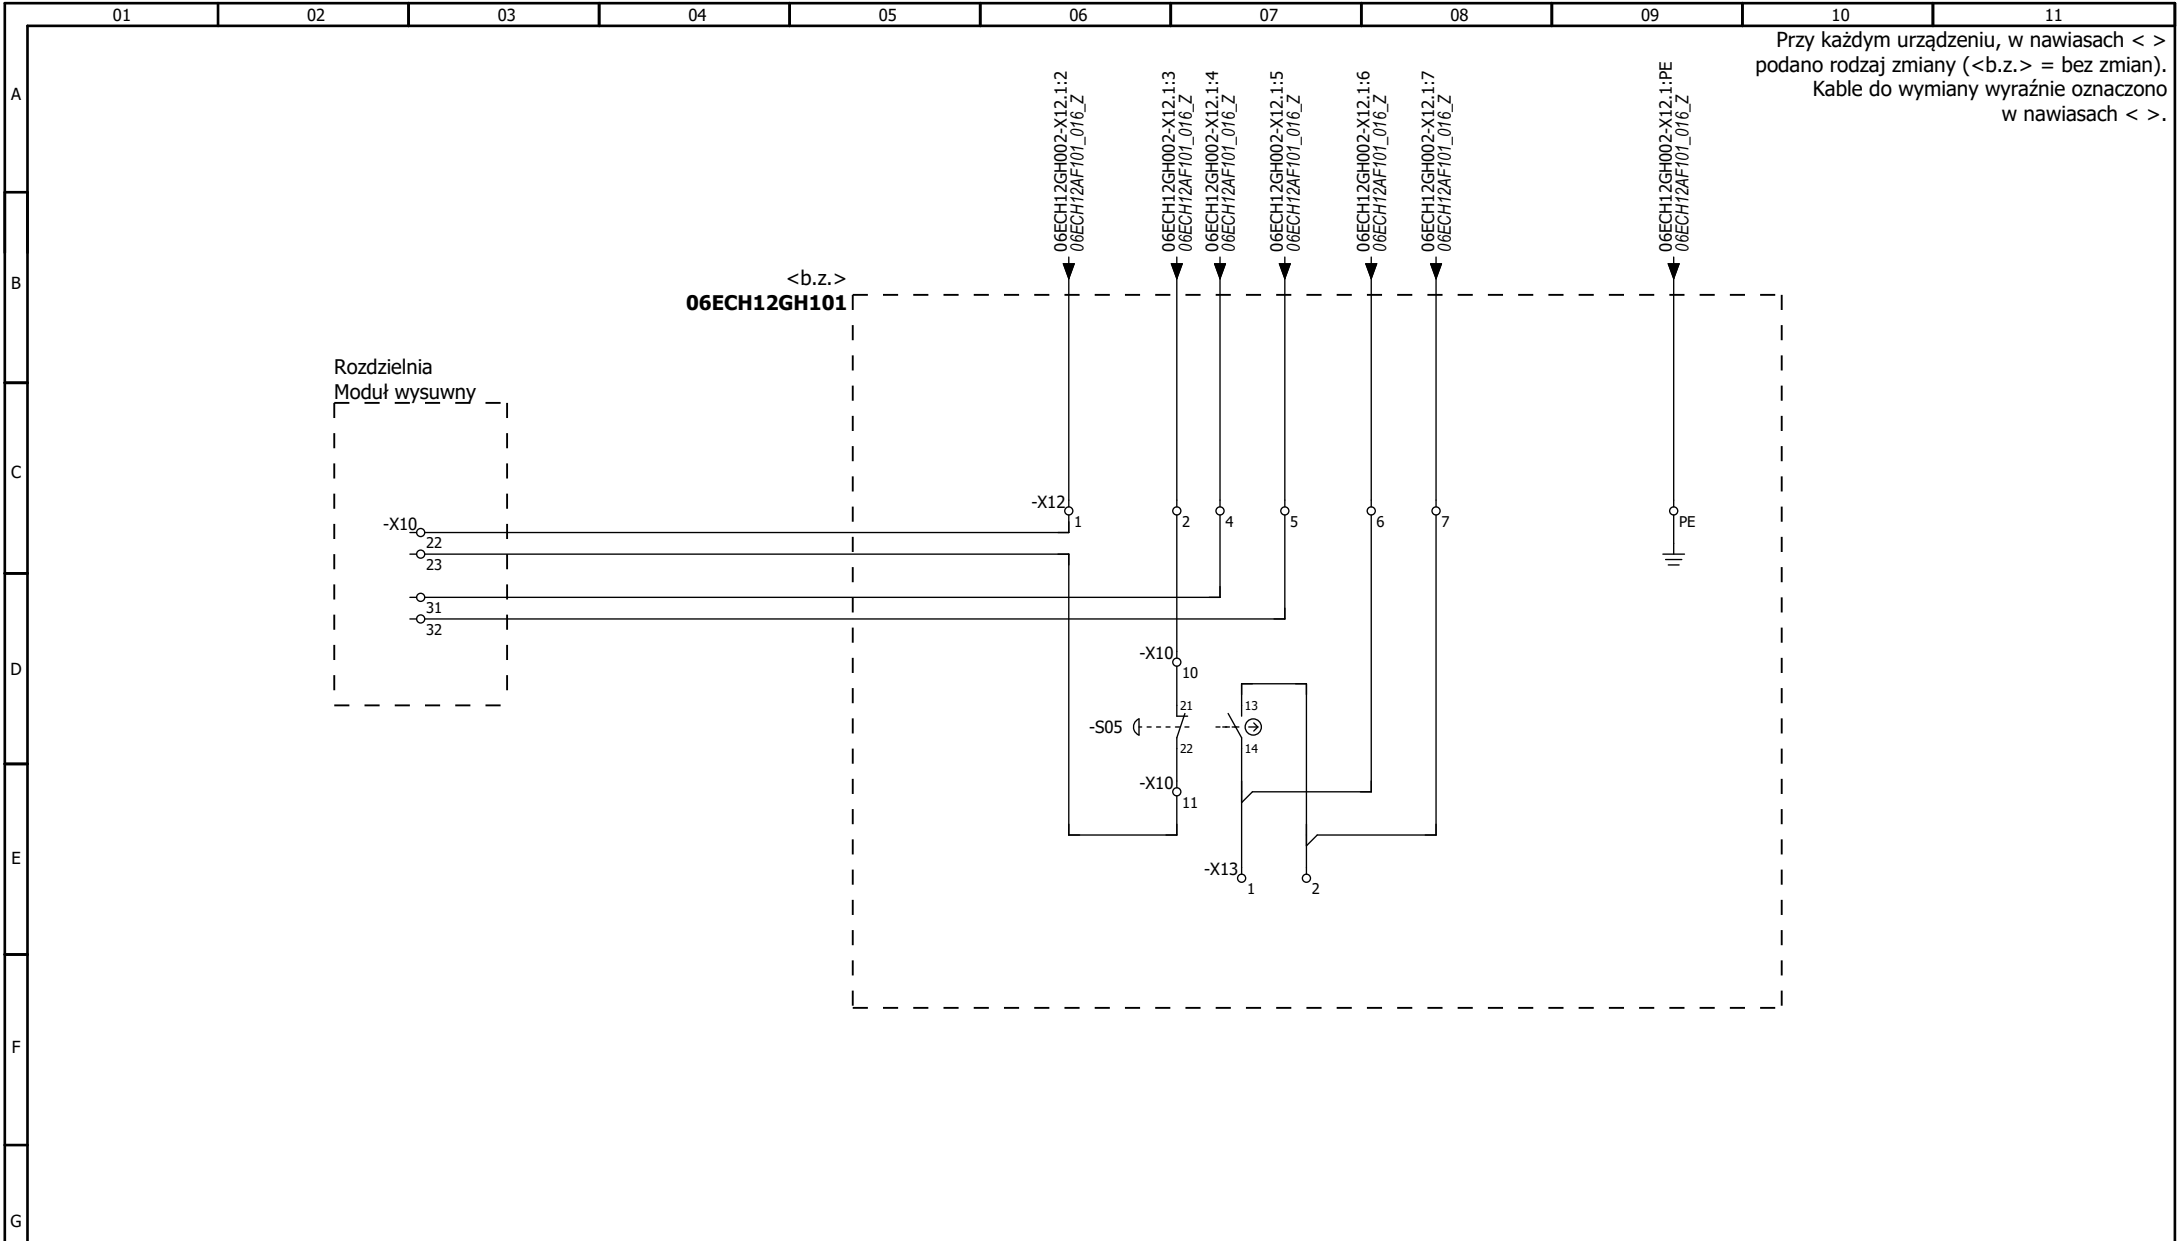 01 02 03 04 05 06 07 08 09 10 11
Przy każdym urządzeniu, w nawiasach < >
podano rodzaj zmiany (<b.z.> = bez zmian).
Kable do wymiany wyraźnie oznaczono
w nawiasach < >.
A
06ECH12GH002-X12.1:2
06ECH12AF101_016_Z
06ECH12GH002-X12.1:3
06ECH12AF101_016_Z
06ECH12GH002-X12.1:4
06ECH12AF101_016_Z
06ECH12GH002-X12.1:5
06ECH12AF101_016_Z
06ECH12GH002-X12.1:6
06ECH12AF101_016_Z
06ECH12GH002-X12.1:7
06ECH12AF101_016_Z
06ECH12GH002-X12.1:PE
06ECH12AF101_016_Z
B
<b.z.>
06ECH12GH101
Rozdzielnia
Moduł wysuwny
C
-X12
1 2 4 5 6 7 PE
-X10
22
23
31
32
D
-X10
10
-S05
21
22
13
14
-X10
11
E
-X13
1 2
F
G